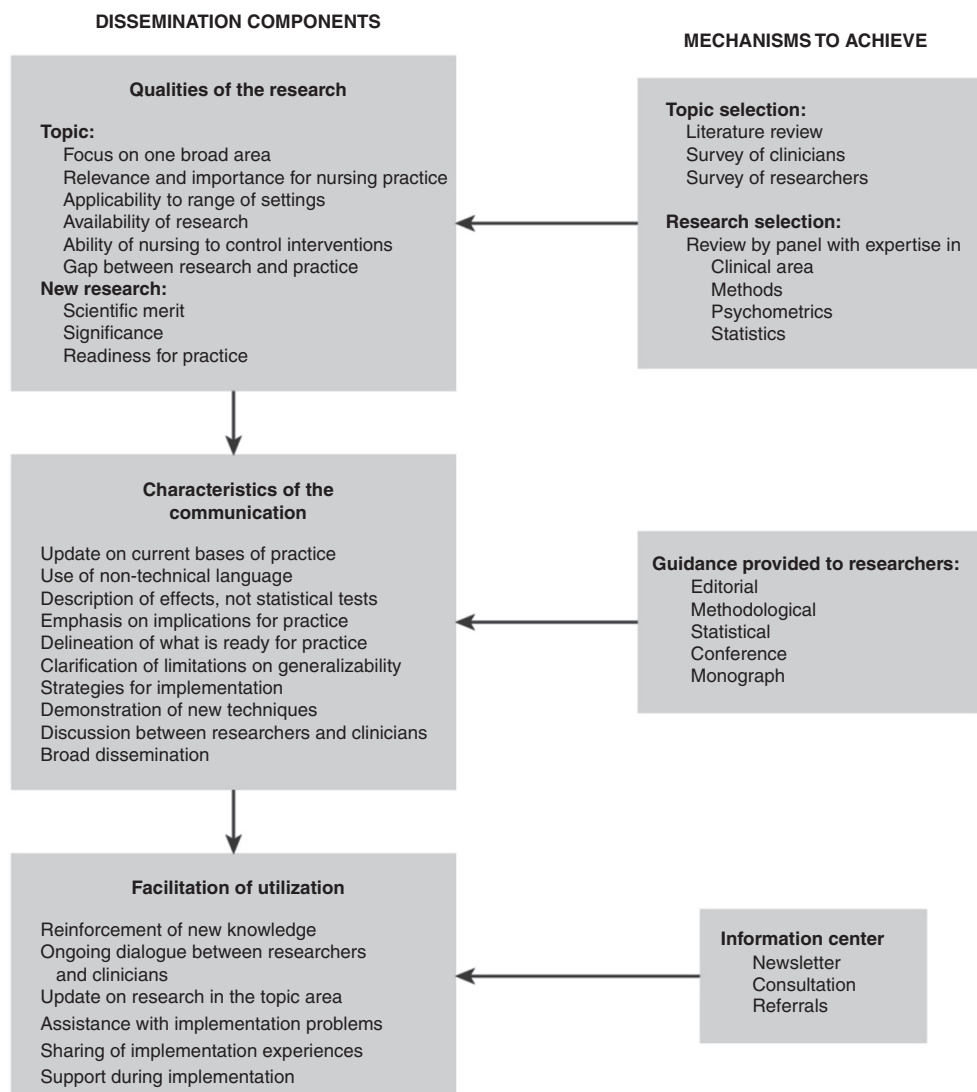 DISSEMINATION COMPONENTS
Qualities of the research
Topic:
Focus on one broad area
Relevance and importance for nursing practice
Applicability to range of settings
Availability of research
Ability of nursing to control interventions
Gap between research and practice
New research:
Scientific merit
Significance
Readiness for practice
Characteristics of the
communication
Update on current bases of practice
Use of non-technical language
Description of effects, not statistical tests
Emphasis on implications for practice
Delineation of what is ready for practice
Clarification of limitations on generalizability
Strategies for implementation
Demonstration of new techniques
Discussion between researchers and clinicians
Broad dissemination
Facilitation of utilization
Reinforcement of new knowledge
Ongoing dialogue between researchers
and clinicians
Update on research in the topic area
Assistance with implementation problems
Sharing of implementation experiences
Support during implementation
MECHANISMS TO ACHIEVE
Topic selection:
Literature review
Survey of clinicians
Survey of researchers
Research selection:
Review by panel with expertise in
Clinical area
Methods
Psychometrics
Statistics
Guidance provided to researchers:
Editorial
Methodological
Statistical
Conference
Monograph
Information center
Newsletter
Consultation
Referrals